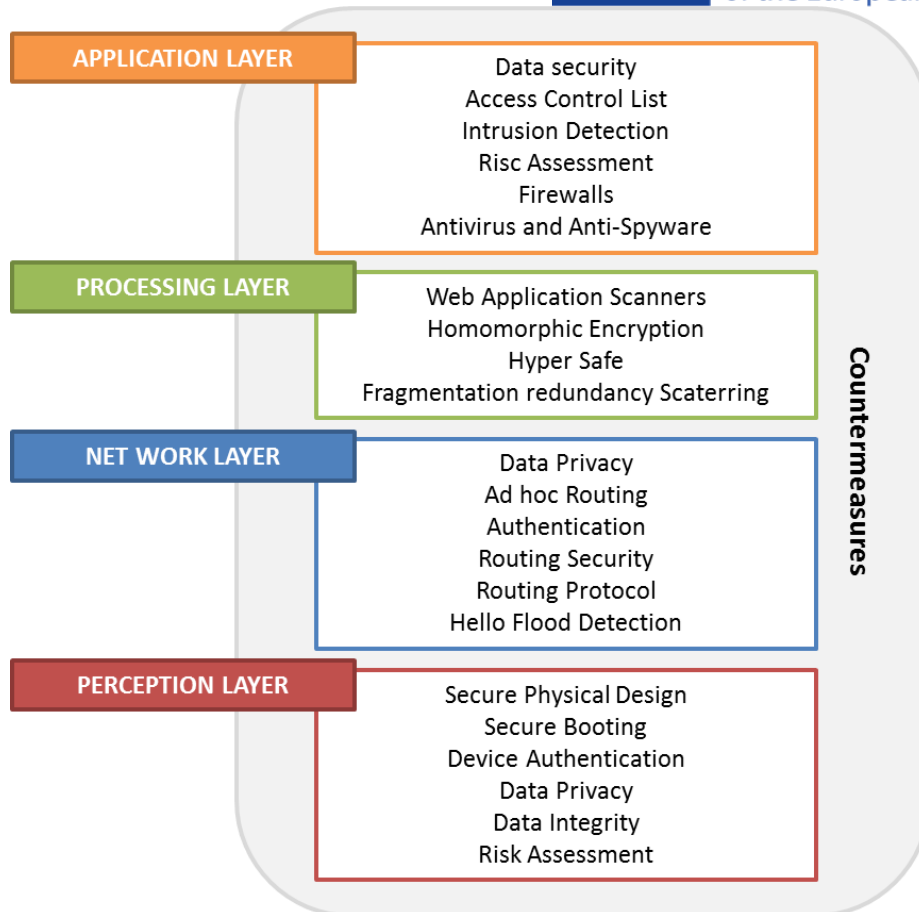 of the European
APPLICATION LAYER
Data security
Access Control List
Intrusion Detection
Risc Assessment
Firewalls
Antivirus and Anti-Spyware
PROCESSING LAYER
Web Application Scanners
Homomorphic Encryption
Hyper Safe
Fragmentation redundancy Scaterring
NET WORK LAYER
Data Privacy
Ad hoc Routing
Authentication
Routing Security
Routing Protocol
Hello Flood Detection
PERCEPTION LAYER
Secure Physical Design
Secure Booting
Device Authentication
Data Privacy
Data Integrity
Risk Assessment
Countermeasures